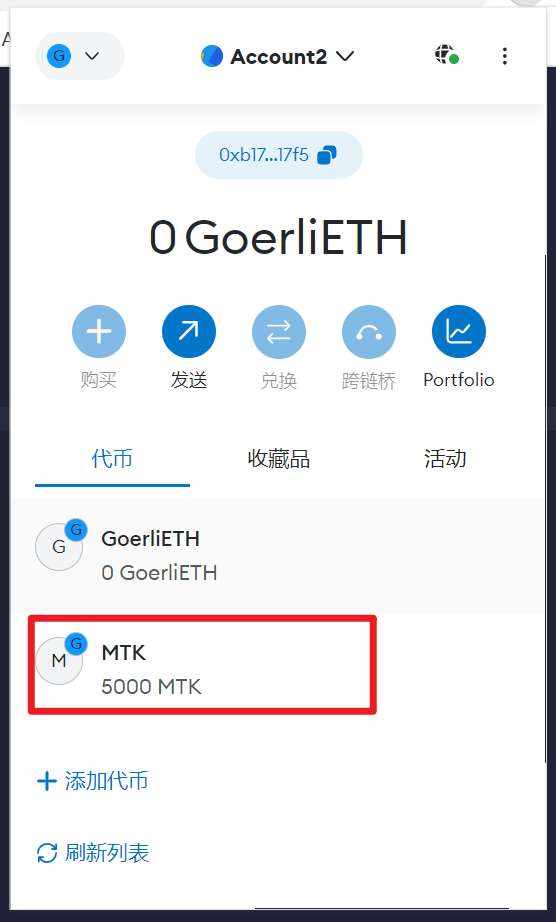 A
G
Account2
0xb17...17f5
0 GoerliETH
购买
发送
兑换
跨链桥
Portfolio
代币
收藏品
活动
G
G
GoerliETH
0 GoerliETH
G
M
MTK
5000 MTK
添加代币
刷新列表